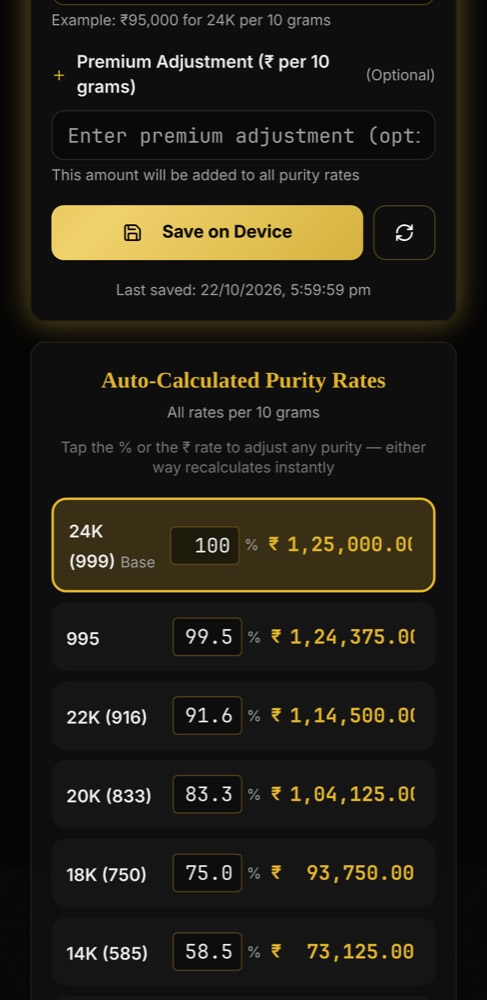 Example: ₹95,000 for 24K per 10 grams
+ Premium Adjustment (₹ per 10 grams) (Optional)
Enter premium adjustment (opt:
This amount will be added to all purity rates
Save on Device
Last saved: 22/10/2026, 5:59:59 pm
Auto-Calculated Purity Rates
All rates per 10 grams
Tap the % or the ₹ rate to adjust any purity — either
way recalculates instantly
24K (999) Base 100 % ₹ 1,25,000.00
995 99.5 % ₹ 1,24,375.00
22K (916) 91.6 % ₹ 1,14,500.00
20K (833) 83.3 % ₹ 1,04,125.00
18K (750) 75.0 % ₹ 93,750.00
14K (585) 58.5 % ₹ 73,125.00